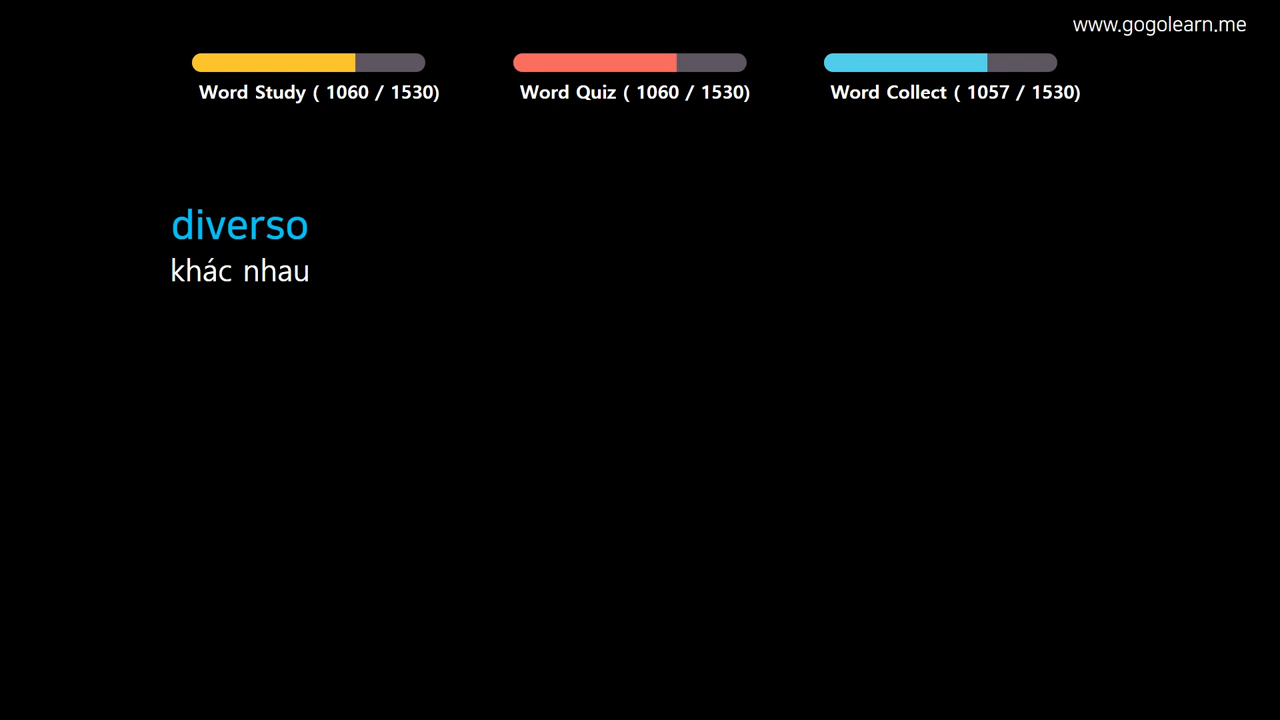 www.gogolearn.me
Word Study ( 1060 / 1530)
Word Quiz ( 1060 / 1530)
Word Collect ( 1057 / 1530)
diverso
khác nhau